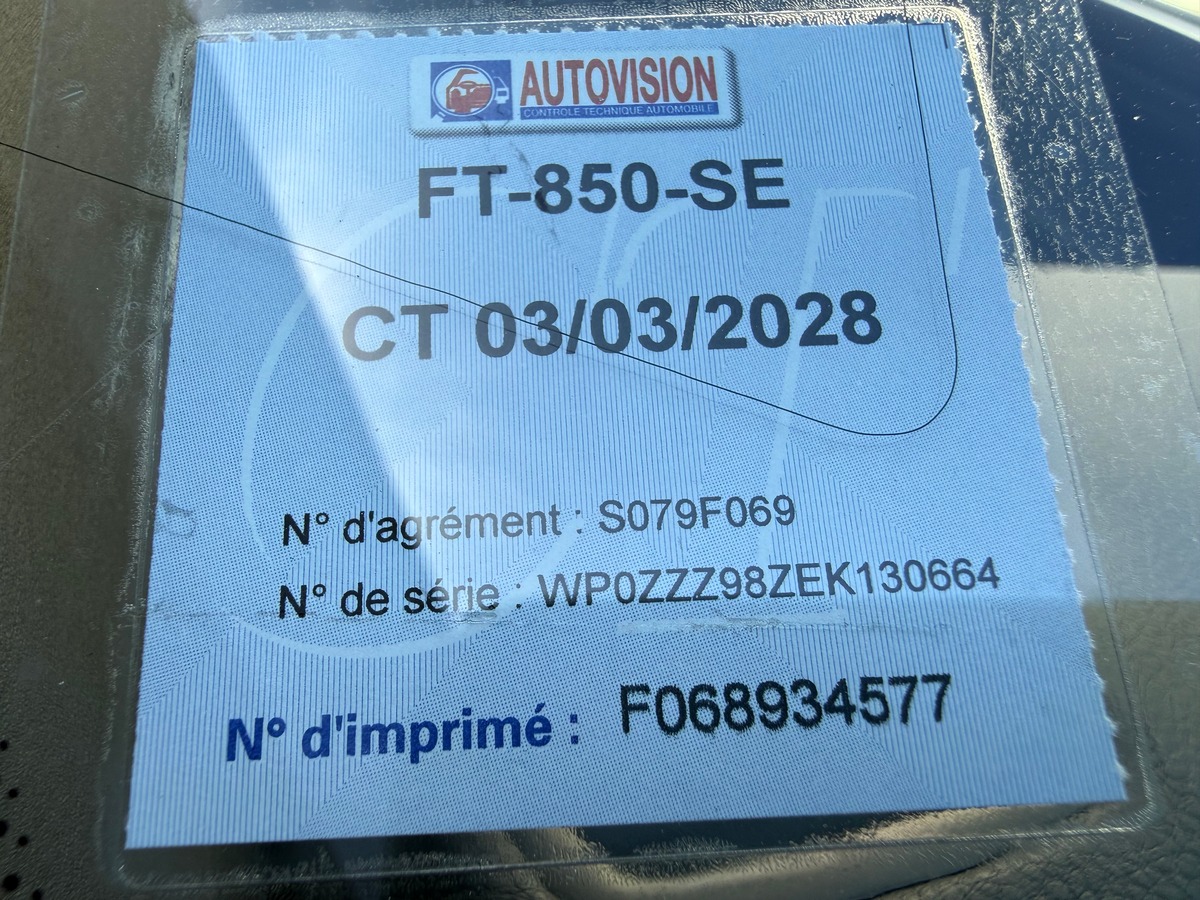 AUTOVISION
CONTROLE TECHNIQUE AUTOMOBILE
FT-850-SE
CT 03/03/2028
N° d'agrément : S079F069
N° de série : WP0ZZZ98ZEK130664
N° d'imprimé : F068934577